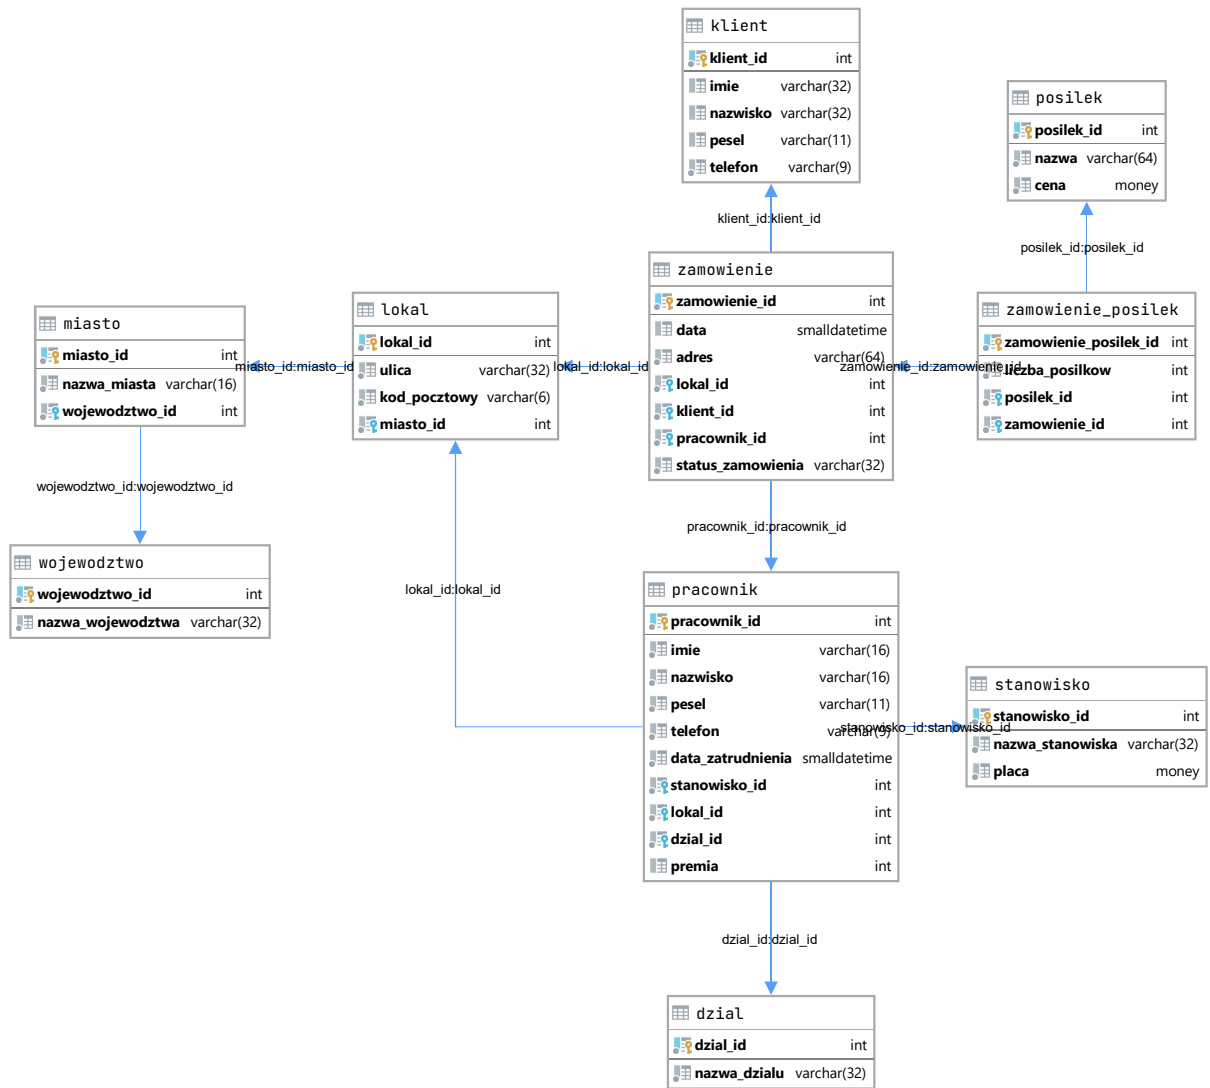 klient
klient_id int
imie varchar(32)
nazwisko varchar(32)
pesel varchar(11)
telefon varchar(9)
posilek
posilek_id int
nazwa varchar(64)
cena money
klient_id:klient_id
posilek_id:posilek_id
zamowienie
zamowienie_id int
data smalldatetime
adres varchar(64)
lokal_id int
klient_id int
pracownik_id int
status_zamowienia varchar(32)
zamowienie_posilek
zamowienie_posilek_id int
liczba_posilkow int
posilek_id int
zamowienie_id int
zamowienie_id:zamowienie_id
lokal
lokal_id int
ulica varchar(32)
kod_pocztowy varchar(6)
miasto_id int
lokal_id:lokal_id
miasto
miasto_id int
nazwa_miasta varchar(16)
wojewodztwo_id int
miasto_id:miasto_id
wojewodztwo_id:wojewodztwo_id
pracownik_id:pracownik_id
wojewodztwo
wojewodztwo_id int
nazwa_wojewodztwa varchar(32)
lokal_id:lokal_id
pracownik
pracownik_id int
imie varchar(16)
nazwisko varchar(16)
pesel varchar(11)
telefon varchar(9)
data_zatrudnienia smalldatetime
stanowisko_id int
lokal_id int
dzial_id int
premia int
stanowisko_id:stanowisko_id
stanowisko
stanowisko_id int
nazwa_stanowiska varchar(32)
placa money
dzial_id:dzial_id
dzial
dzial_id int
nazwa_dzialu varchar(32)